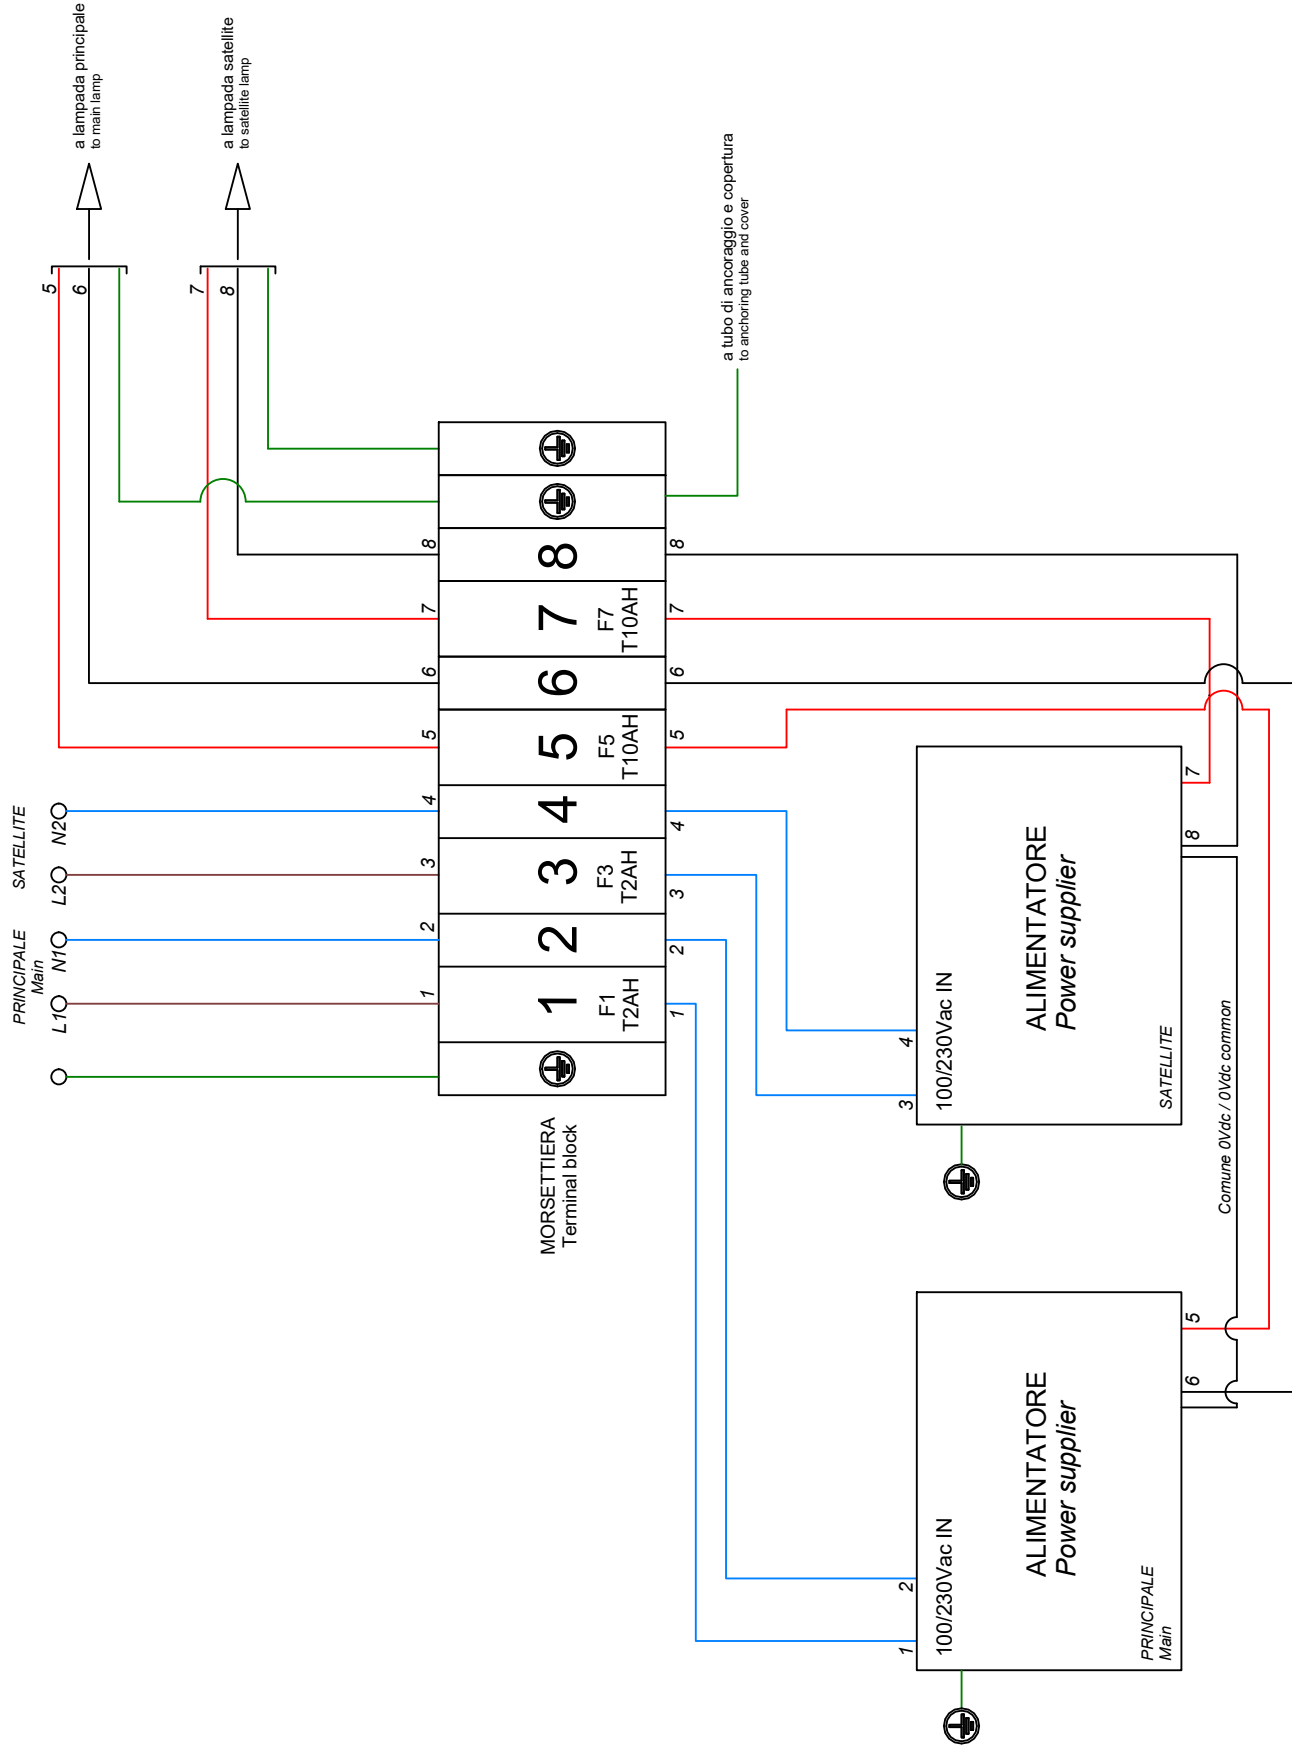 PRINCIPALE
Main
SATELLITE
L1
N1
L2
N2
5
6
a lampada principale
to main lamp
7
8
a lampada satellite
to satellite lamp
1
2
3
4
5
6
7
8
MORSETTIERA
Terminal block
1
F1
T2AH
2
3
F3
T2AH
4
5
F5
T10AH
6
7
F7
T10AH
8
1
2
3
4
5
6
7
8
a tubo di ancoraggio e copertura
to anchoring tube and cover
1
2
100/230Vac IN
ALIMENTATORE
Power supplier
PRINCIPALE
Main
6
5
3
4
100/230Vac IN
ALIMENTATORE
Power supplier
SATELLITE
8
7
Comune 0Vdc / 0Vdc common